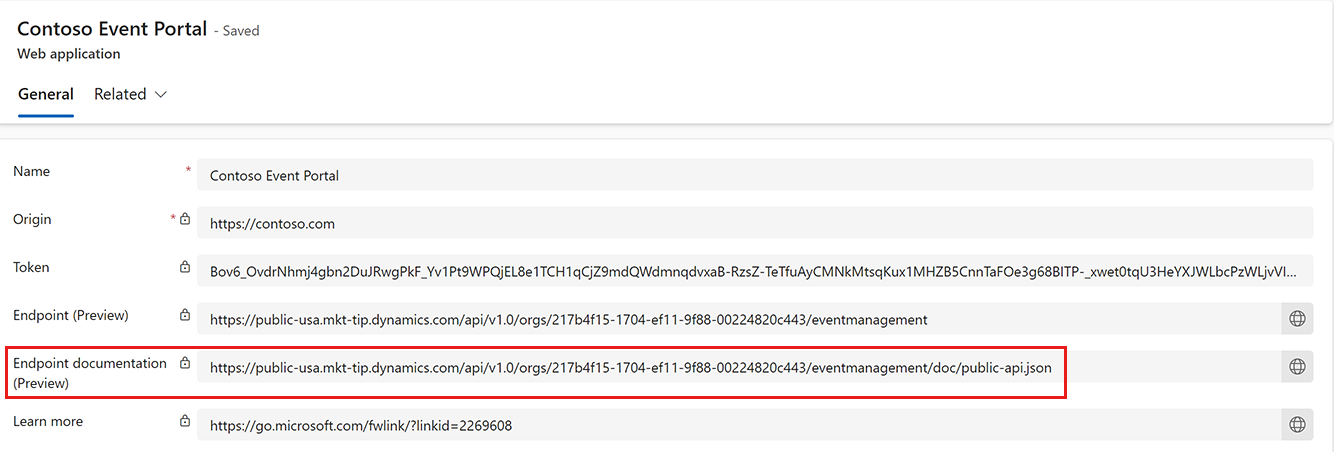 Contoso Event Portal - Saved
Web application
General Related
Name * Contoso Event Portal
Origin * https://contoso.com
Token Bov6_OvdrNhmj4gbn2DuJRwgPkF_Yv1Pt9WPQjEL8e1TCH1qCjZ9mdQWdmnqdvxaB-RzsZ-TeTfuAyCMNkMtsqKux1MHZB5CnnTaFOe3g68BITP-_xwet0tqU3HeYXJWLbcPzWLjvVI...
Endpoint (Preview) https://public-usa.mkt-tip.dynamics.com/api/v1.0/orgs/217b4f15-1704-ef11-9f88-00224820c443/eventmanagement
Endpoint documentation
(Preview) https://public-usa.mkt-tip.dynamics.com/api/v1.0/orgs/217b4f15-1704-ef11-9f88-00224820c443/eventmanagement/doc/public-api.json
Learn more https://go.microsoft.com/fwlink/?linkid=2269608